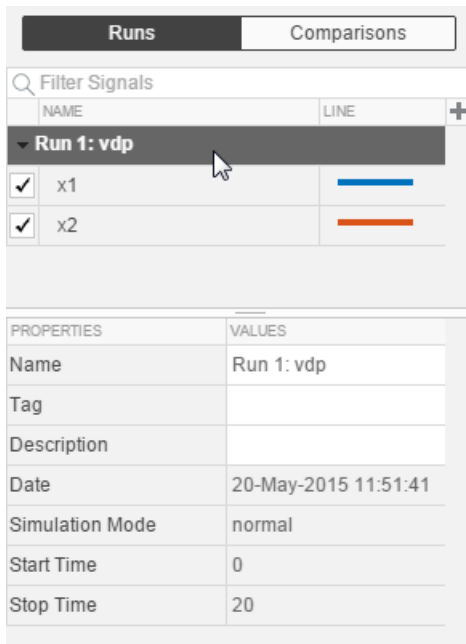 Runs Comparisons
Filter Signals
NAME LINE
Run 1: vdp
x1
x2
PROPERTIES VALUES
Name Run 1: vdp
Tag
Description
Date 20-May-2015 11:51:41
Simulation Mode normal
Start Time 0
Stop Time 20